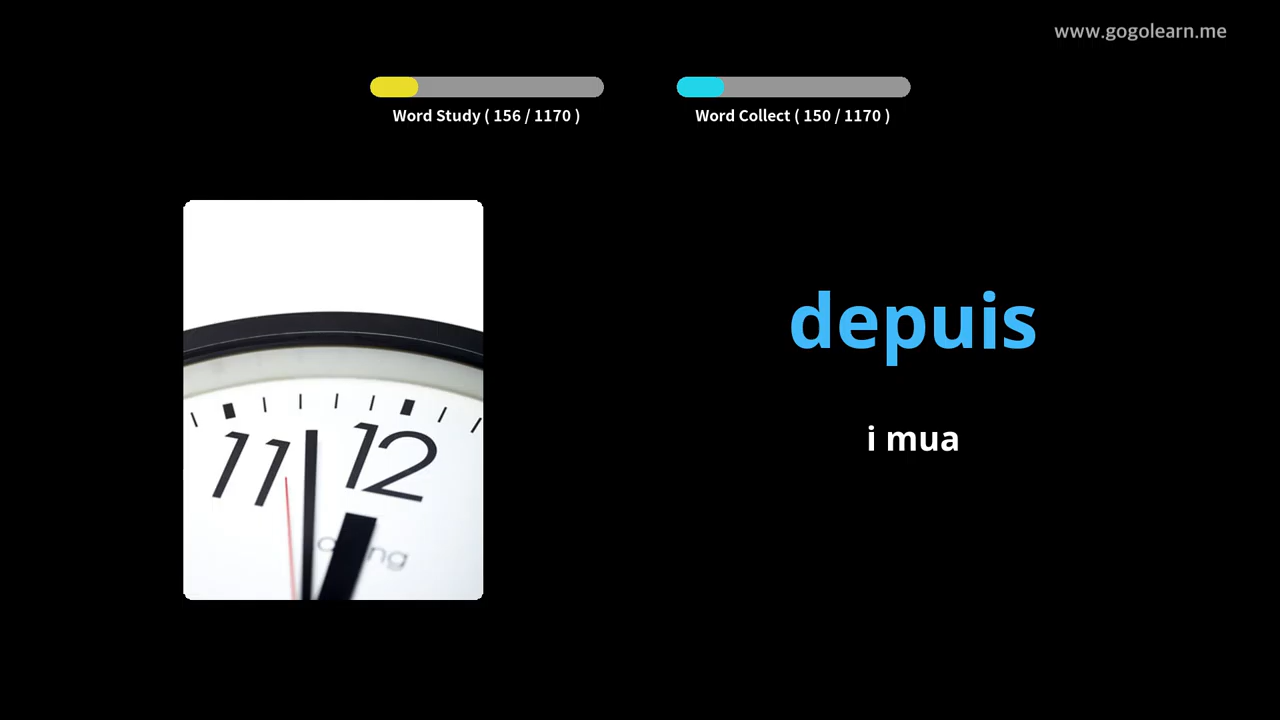 www.gogolearn.me
Word Study ( 156 / 1170 )
Word Collect ( 150 / 1170 )
depuis
i mua
11 12